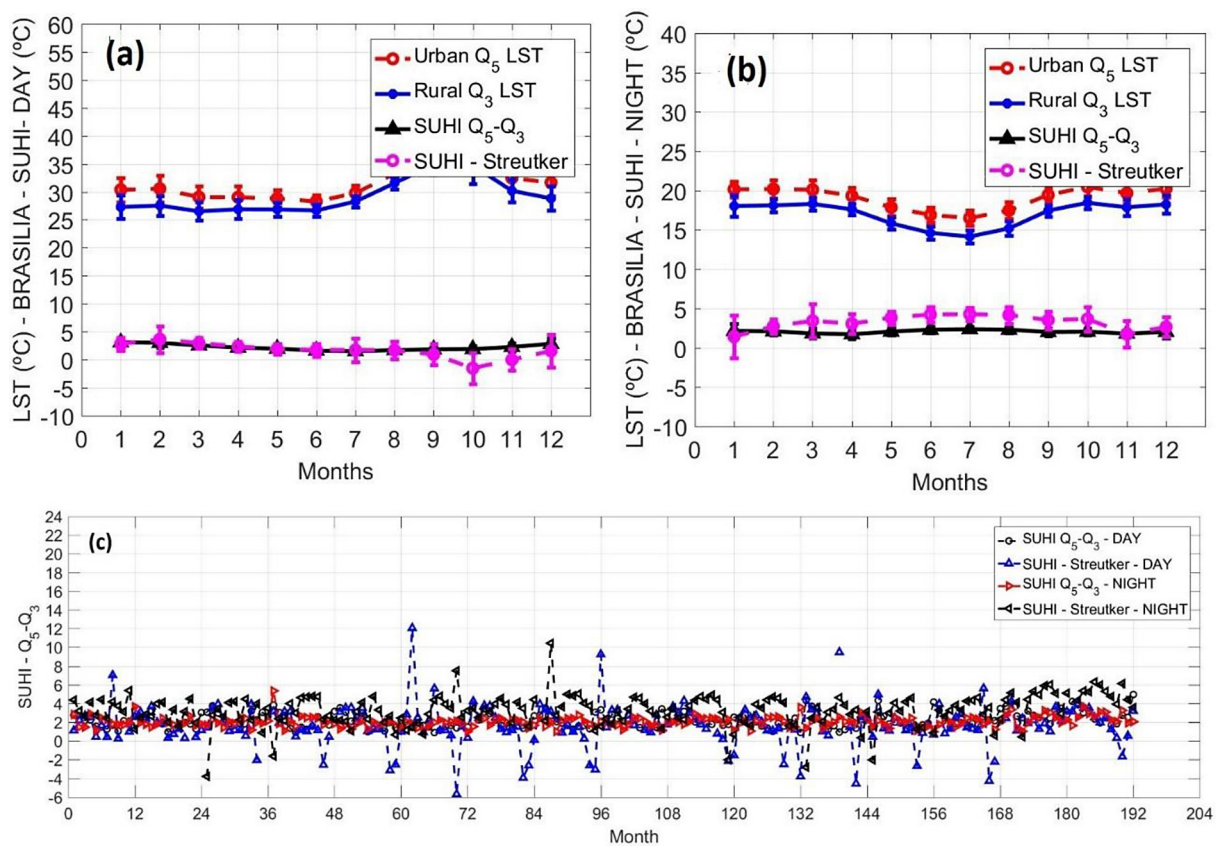 (a)
LST (ºC) - BRASILIA - SUHI- DAY (ºC)
60
55
50
45
40
35
30
25
20
15
10
5
0
-5
-10
Urban Q5 LST
Rural Q3 LST
SUHI Q5-Q3
SUHI - Streutker
0 1 2 3 4 5 6 7 8 9 10 11 12
Months
(b)
LST (ºC) - BRASILIA - SUHI - NIGHT (ºC)
40
35
30
25
20
15
10
5
0
-5
-10
Urban Q5 LST
Rural Q3 LST
SUHI Q5-Q3
SUHI - Streutker
0 1 2 3 4 5 6 7 8 9 10 11 12
Months
(c)
SUHI - Q5-Q3
24
22
20
18
16
14
12
10
8
6
4
2
0
-2
-4
-6
SUHI Q5-Q3 - DAY
SUHI - Streutker - DAY
SUHI Q5-Q3 - NIGHT
SUHI - Streutker - NIGHT
0 12 24 36 48 60 72 84 96 108 120 132 144 156 168 180 192 204
Month